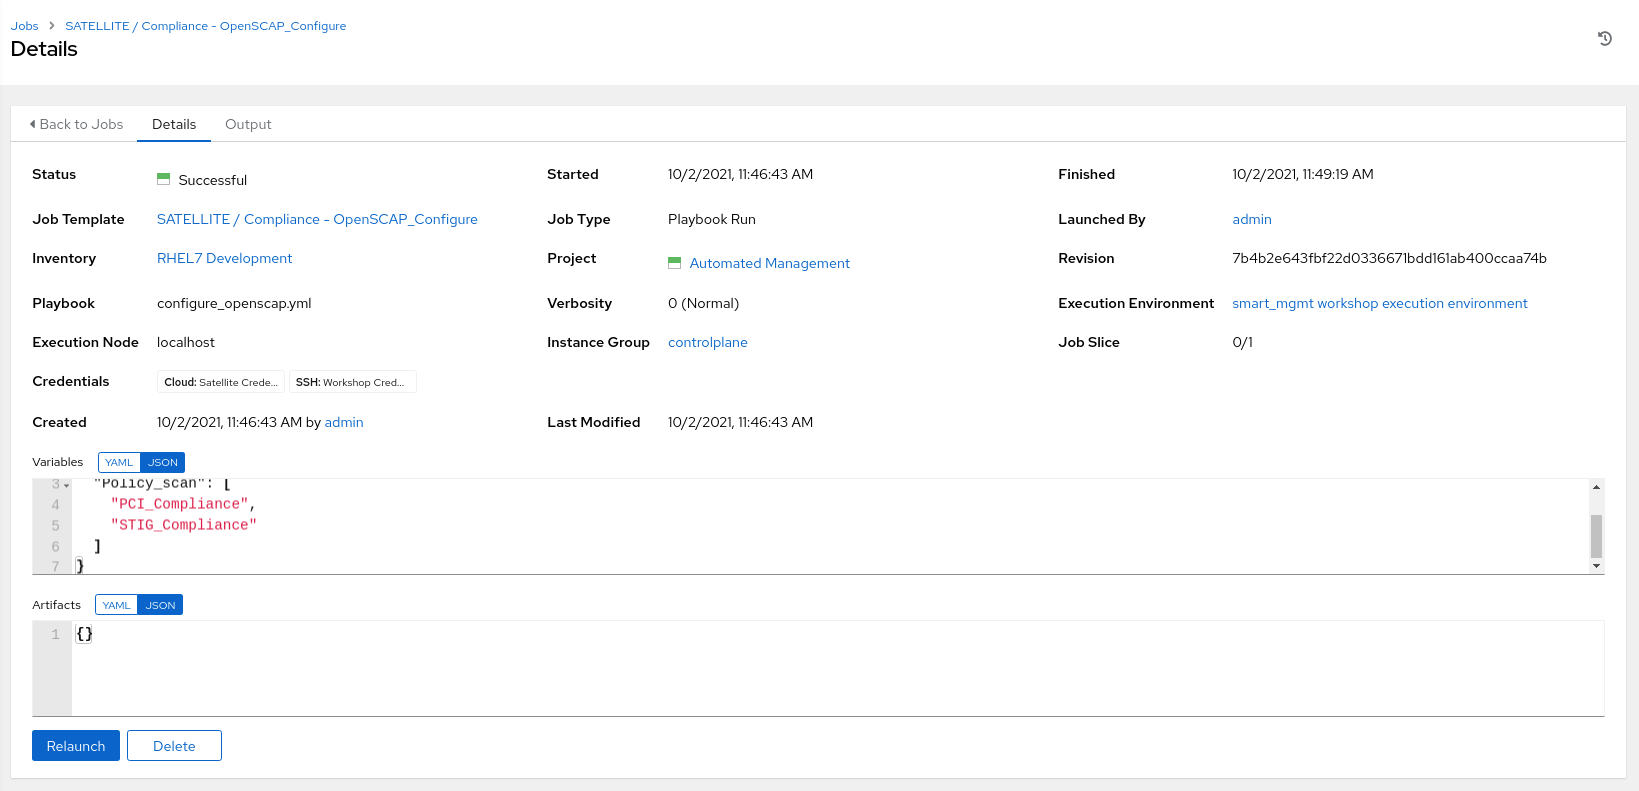 Jobs > SATELLITE / Compliance - OpenSCAP_Configure
Details
Back to Jobs Details Output
Status Successful Started 10/2/2021, 11:46:43 AM Finished 10/2/2021, 11:49:19 AM
Job Template SATELLITE / Compliance - OpenSCAP_Configure Job Type Playbook Run Launched By admin
Inventory RHEL7 Development Project Automated Management Revision 7b4b2e643fbf22d0336671bdd161ab400ccaa74b
Playbook configure_openscap.yml Verbosity 0 (Normal) Execution Environment smart_mgmt workshop execution environment
Execution Node localhost Instance Group controlplane Job Slice 0/1
Credentials Cloud: Satellite Crede... SSH: Workshop Cred...
Created 10/2/2021, 11:46:43 AM by admin Last Modified 10/2/2021, 11:46:43 AM
Variables YAML JSON
3 "Policy_scan": [
4 "PCI_Compliance",
5 "STIG_Compliance"
6 ]
7 }
Artifacts YAML JSON
1 {}
Relaunch Delete